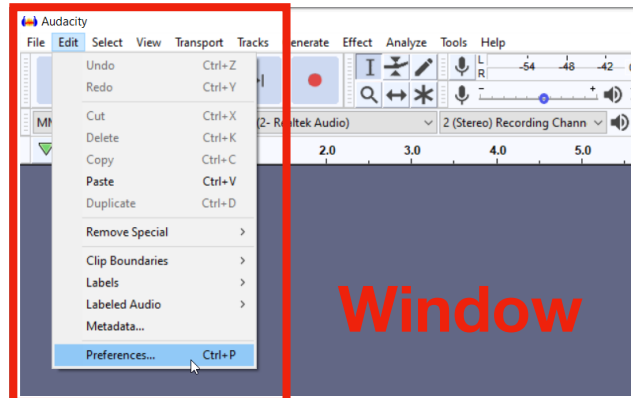 Audacity
File Edit Select View Transport Tracks enerate Effect Analyze Tools Help
Undo Ctrl+Z
Redo Ctrl+Y
L
R
-54 -48 -42
Cut Ctrl+X
Delete Ctrl+K
Copy Ctrl+C
Paste Ctrl+V
Duplicate Ctrl+D
Remove Special
Clip Boundaries
Labels
Labeled Audio
Metadata...
Preferences... Ctrl+P
(2- Realtek Audio) 2 (Stereo) Recording Chann
2.0 3.0 4.0 5.0
Window